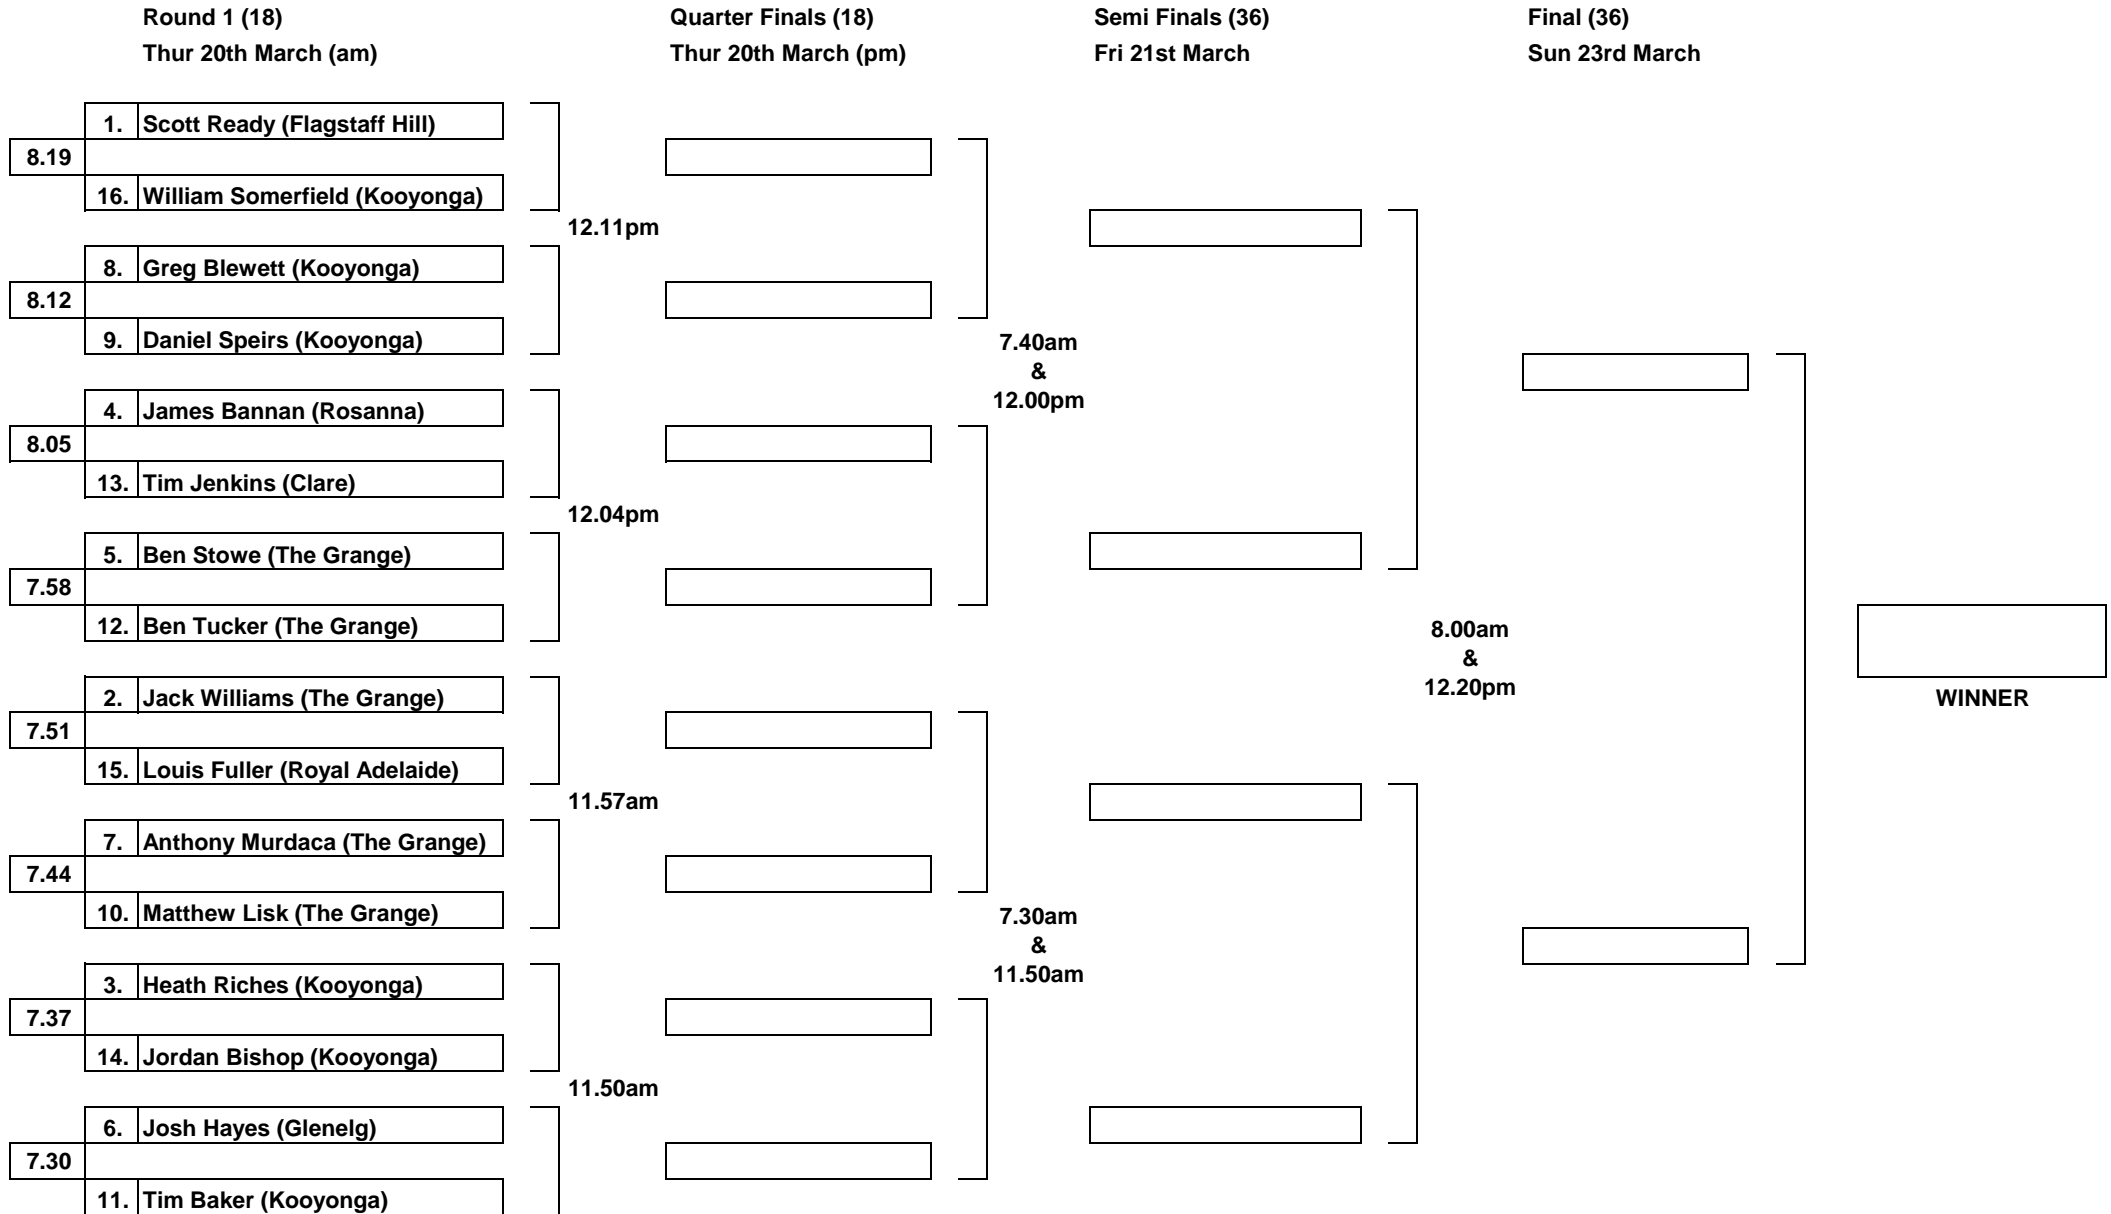 Round 1 (18)
Quarter Finals (18)
Semi Finals (36)
Final (36)
Thur 20th March (am)
Thur 20th March (pm)
Fri 21st March
Sun 23rd March
1. Scott Ready (Flagstaff Hill)
8.19
16. William Somerfield (Kooyonga)
12.11pm
8. Greg Blewett (Kooyonga)
8.12
9. Daniel Speirs (Kooyonga)
7.40am
&
12.00pm
4. James Bannan (Rosanna)
8.05
13. Tim Jenkins (Clare)
12.04pm
5. Ben Stowe (The Grange)
7.58
12. Ben Tucker (The Grange)
8.00am
&
12.20pm
WINNER
2. Jack Williams (The Grange)
7.51
15. Louis Fuller (Royal Adelaide)
11.57am
7. Anthony Murdaca (The Grange)
7.44
10. Matthew Lisk (The Grange)
7.30am
&
11.50am
3. Heath Riches (Kooyonga)
7.37
14. Jordan Bishop (Kooyonga)
11.50am
6. Josh Hayes (Glenelg)
7.30
11. Tim Baker (Kooyonga)